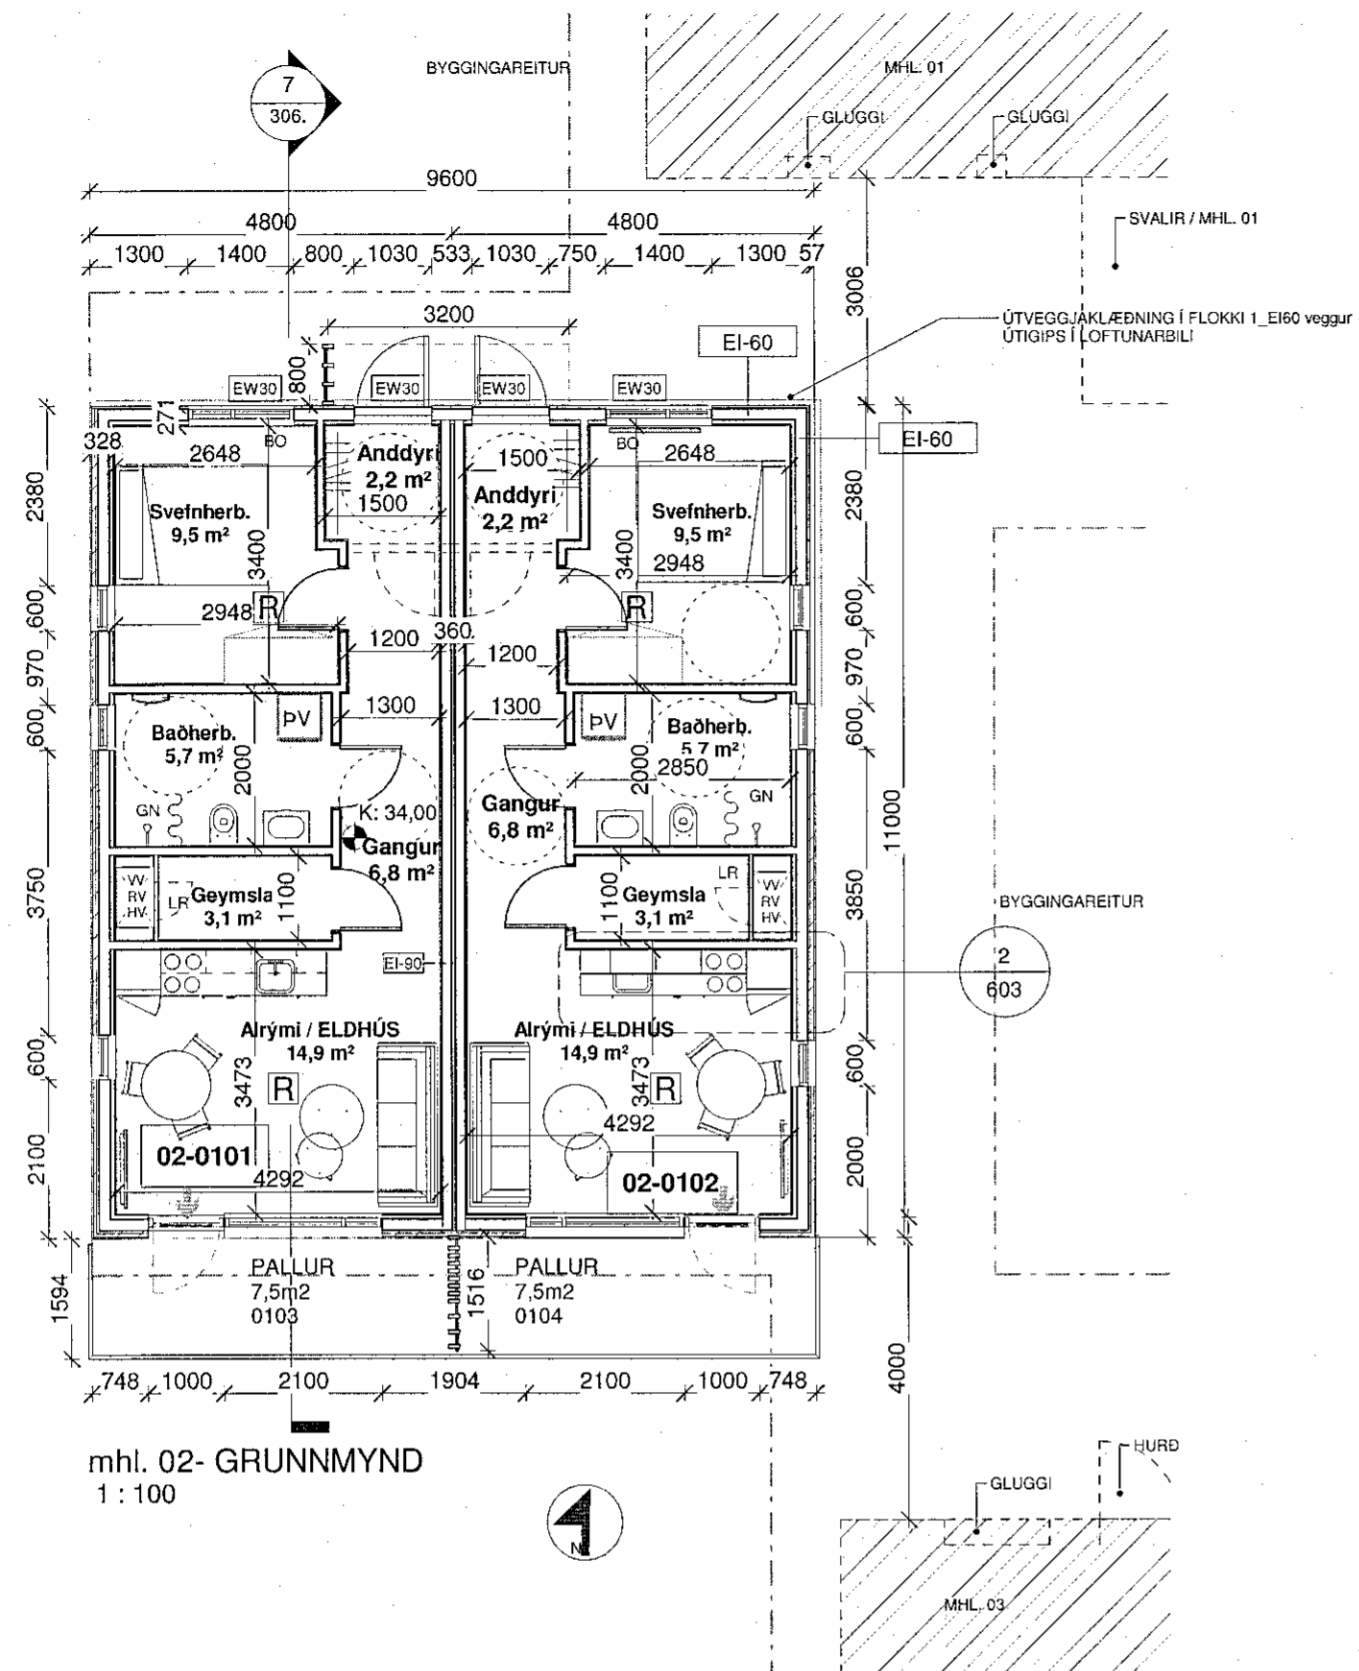 BYGGINGAREITUR
MHL. 01
7
306.
GLUGGI
GLUGGI
9600
4800
4800
SVALIR / MHL. 01
1300
1400
800
1030
533
1030
750
1400
1300
57
3006
3200
ÚTVEGGJAKLÆÐNING Í FLOKKI 1_EI60 veggur
ÚTIGIPS Í LOFTUNARBILI
EI-60
800
EW30
EW30
EW30
EW30
271
328
BO
BO
EI-60
2648
Anddyri
2,2 m²
1500
1500
Anddyri
2,2 m²
2648
2380
2380
Svefnherb.
9,5 m²
Svefnherb.
9,5 m²
3400
3400
2948
2948
R
R
600
600
1200
360
1200
970
970
1300
1300
600
600
Baðherb.
5,7 m²
ÞV
ÞV
Baðherb.
5,7 m²
2000
2000
2850
GN
GN
K: 34,00
Gangur
6,8 m²
Gangur
6,8 m²
11000
3750
3850
VV
RV
HV
LR
Geymsla
3,1 m²
1100
1100
Geymsla
3,1 m²
LR
VV
RV
HV
BYGGINGAREITUR
2
603
EI-90
Alrými / ELDHÚS
14,9 m²
Alrými / ELDHÚS
14,9 m²
600
600
3473
3473
R
R
4292
4292
2100
2000
02-0101
02-0102
1594
PALLUR
7,5m2
0103
1516
PALLUR
7,5m2
0104
4000
748
1000
2100
1904
2100
1000
748
mhl. 02- GRUNNMYND
1 : 100
N
HURÐ
GLUGGI
MHL. 03